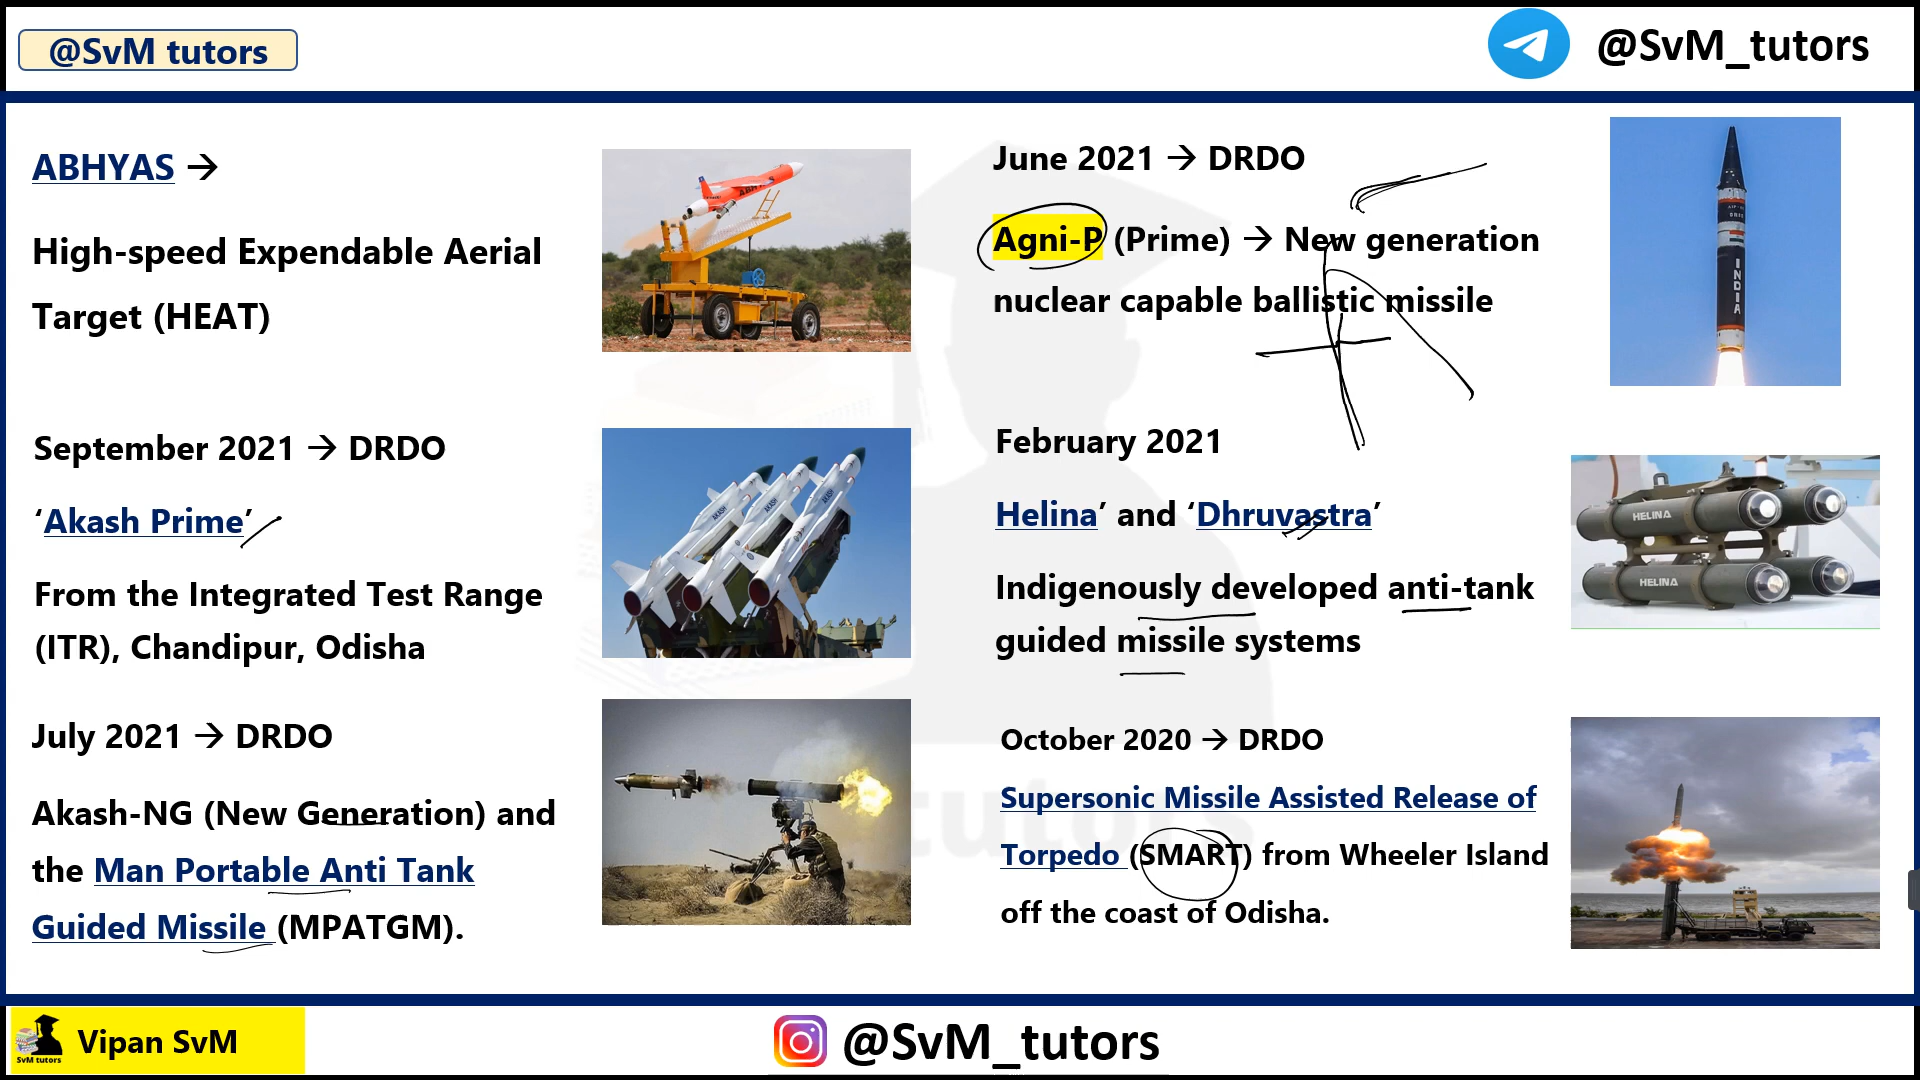 @SvM tutors
@SvM_tutors
ABHYAS →
High-speed Expendable Aerial
Target (HEAT)
September 2021 → DRDO
‘Akash Prime’
From the Integrated Test Range
(ITR), Chandipur, Odisha
July 2021 → DRDO
Akash-NG (New Generation) and
the Man Portable Anti Tank
Guided Missile (MPATGM).
June 2021 → DRDO
Agni-P (Prime) → New generation
nuclear capable ballistic missile
INDIA
February 2021
Helina’ and ‘Dhruvastra’
Indigenously developed anti-tank
guided missile systems
HELINA
HELINA
October 2020 → DRDO
Supersonic Missile Assisted Release of
Torpedo (SMART) from Wheeler Island
off the coast of Odisha.
tutors
SvM tutors
Vipan SvM
@SvM_tutors